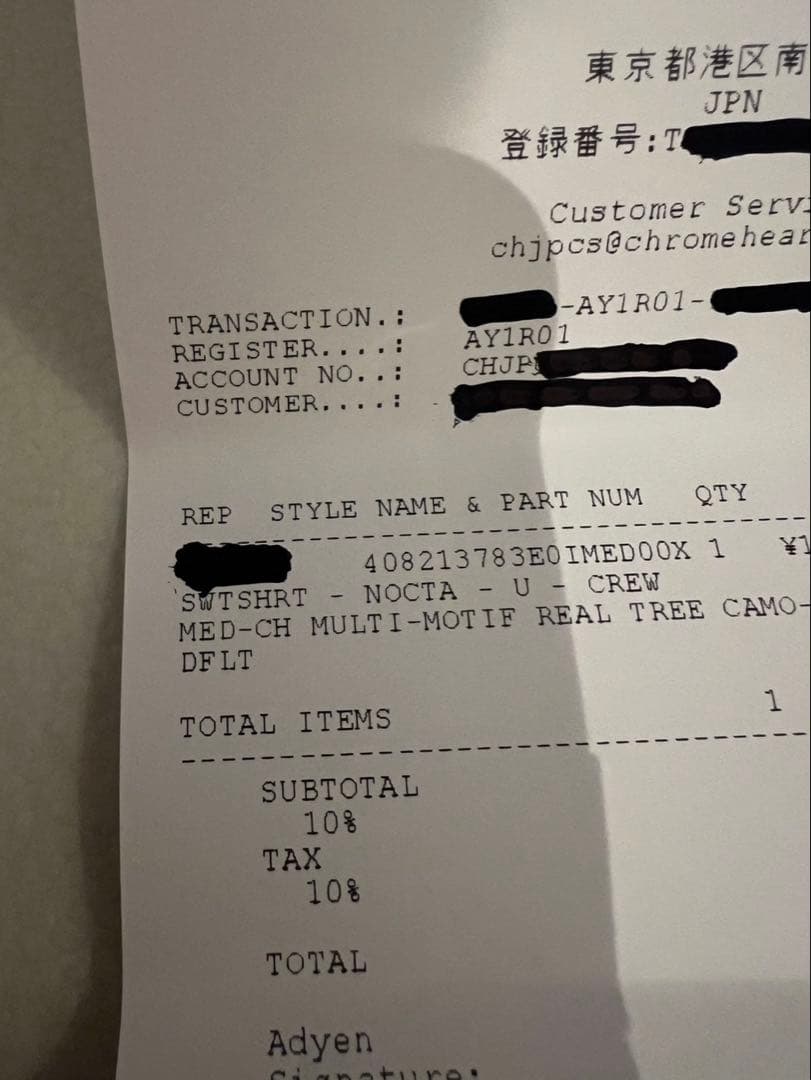 東京都港区南
JPN
登録番号:T
Customer Servi
chjpcs@chromehear
TRANSACTION.: -AY1R01-
REGISTER....: AY1R01
ACCOUNT NO..: CHJP
CUSTOMER....:
REP STYLE NAME & PART NUM QTY
408213783E0IMED00X 1 ¥1
SWTSHRT - NOCTA - U - CREW
MED-CH MULTI-MOTIF REAL TREE CAMO-
DFLT
TOTAL ITEMS 1
SUBTOTAL
10%
TAX
10%
TOTAL
Adyen
Signature: